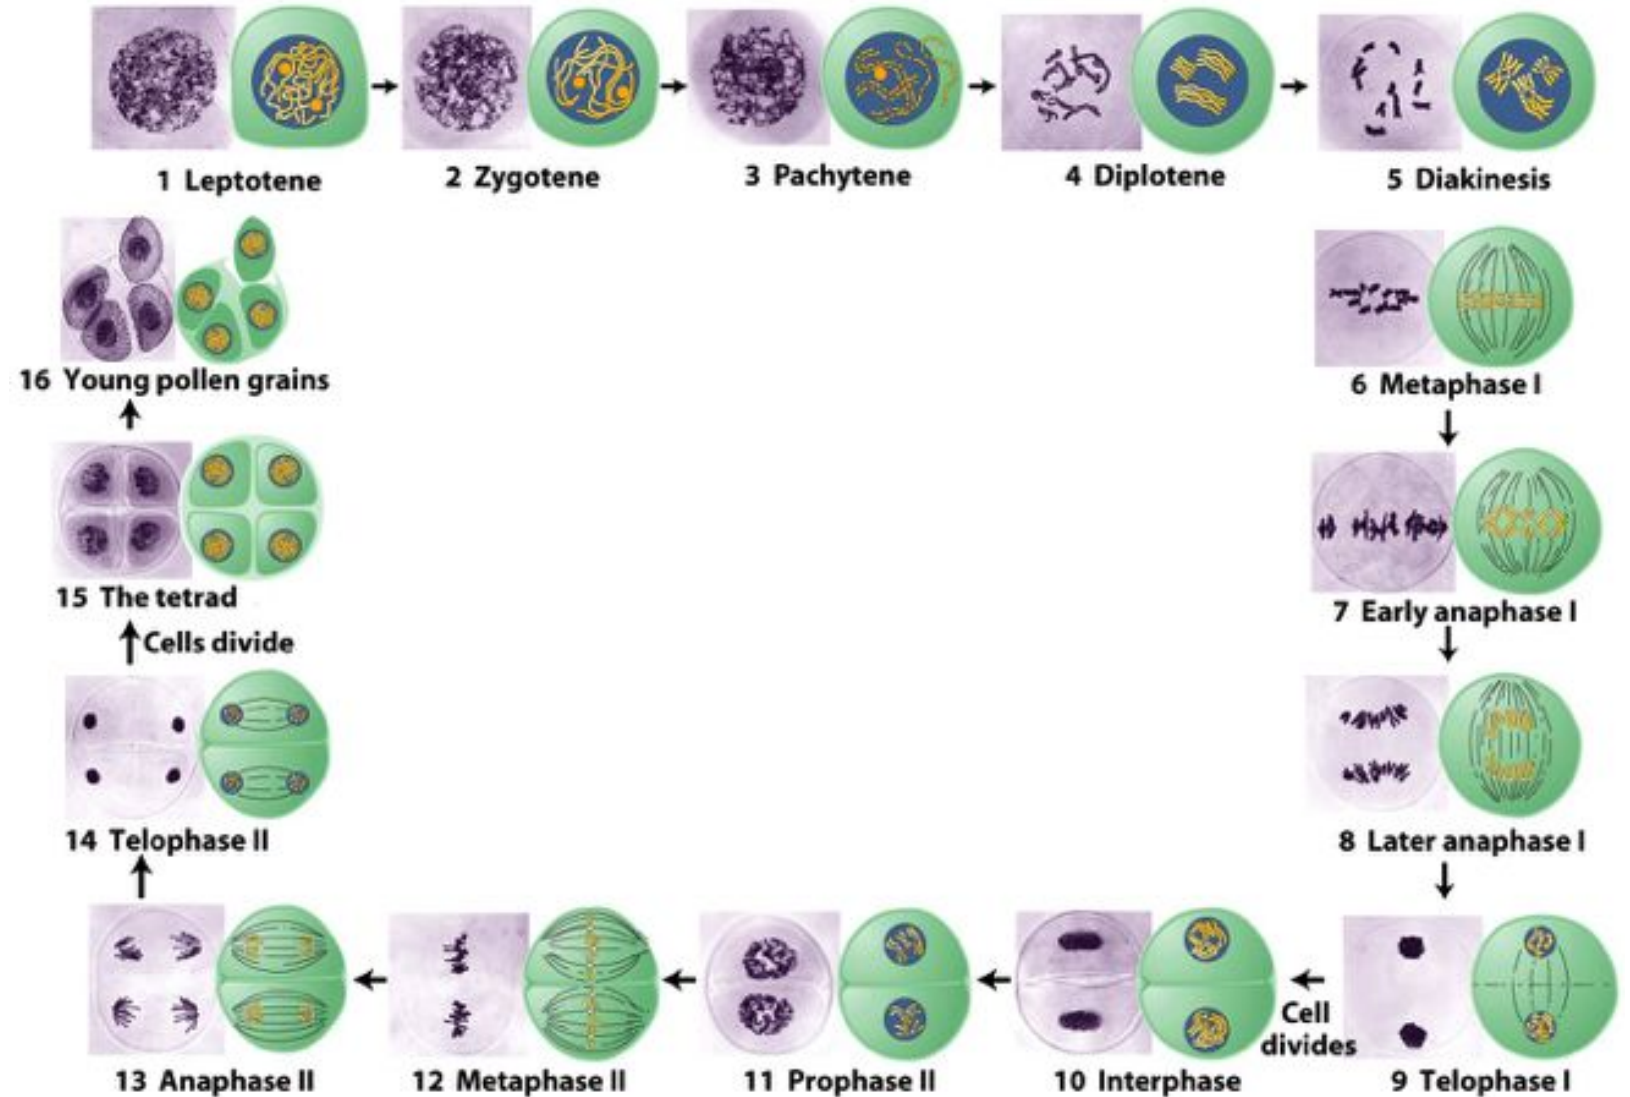 1 Leptotene
2 Zygotene
3 Pachytene
4 Diplotene
5 Diakinesis
6 Metaphase I
7 Early anaphase I
8 Later anaphase I
9 Telophase I
Cell
divides
10 Interphase
11 Prophase II
12 Metaphase II
13 Anaphase II
14 Telophase II
Cells divide
15 The tetrad
16 Young pollen grains